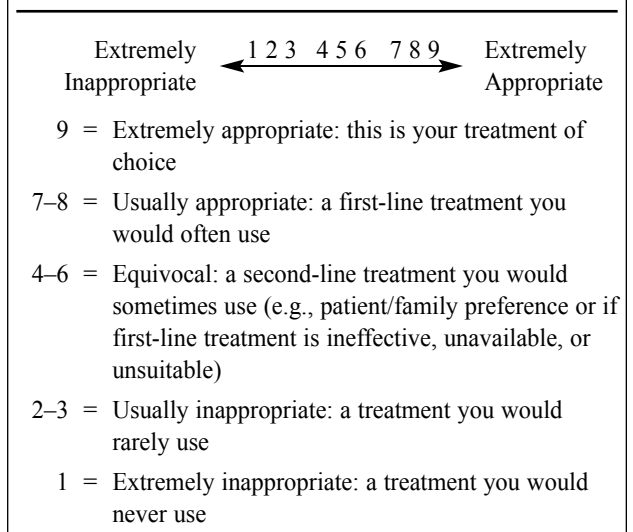 Extremely 1 2 3 4 5 6 7 8 9 Extremely
Inappropriate Appropriate
9 = Extremely appropriate: this is your treatment of
choice
7–8 = Usually appropriate: a first-line treatment you
would often use
4–6 = Equivocal: a second-line treatment you would
sometimes use (e.g., patient/family preference or if
first-line treatment is ineffective, unavailable, or
unsuitable)
2–3 = Usually inappropriate: a treatment you would
rarely use
1 = Extremely inappropriate: a treatment you would
never use